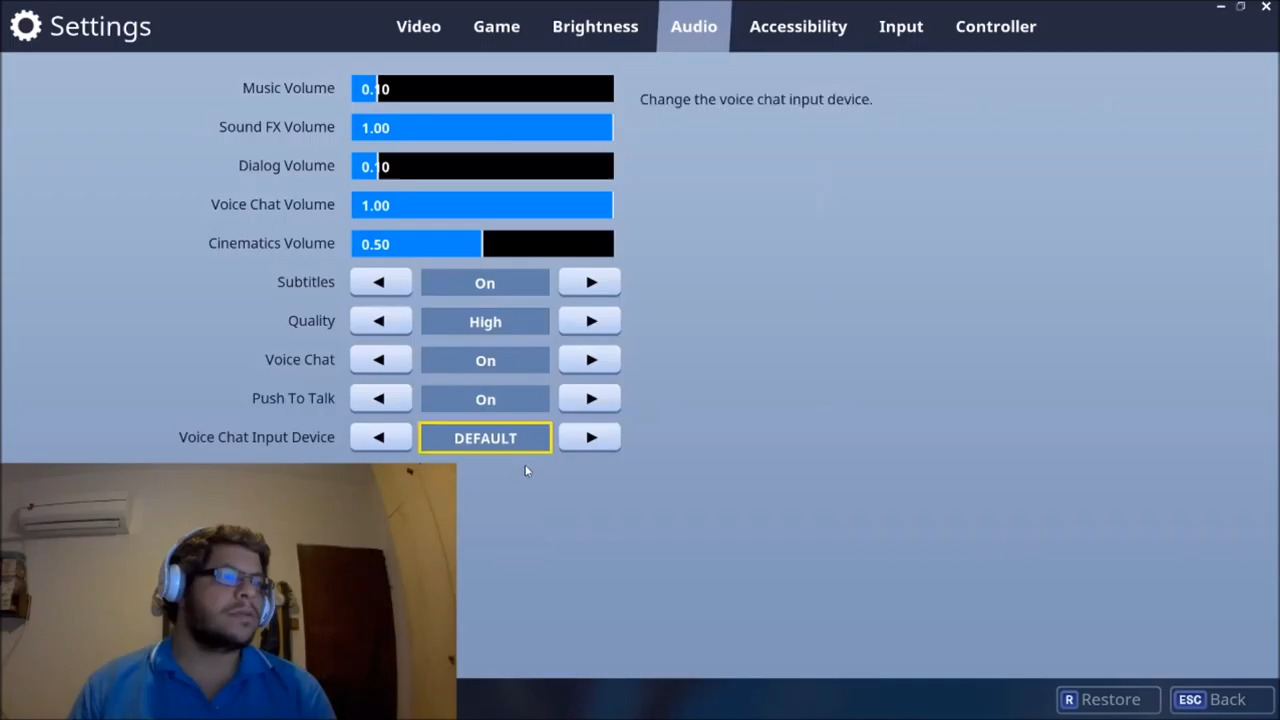 Settings
Video Game Brightness Audio Accessibility Input Controller
Music Volume 0.10
Change the voice chat input device.
Sound FX Volume 1.00
Dialog Volume 0.10
Voice Chat Volume 1.00
Cinematics Volume 0.50
Subtitles On
Quality High
Voice Chat On
Push To Talk On
Voice Chat Input Device DEFAULT
R Restore ESC Back